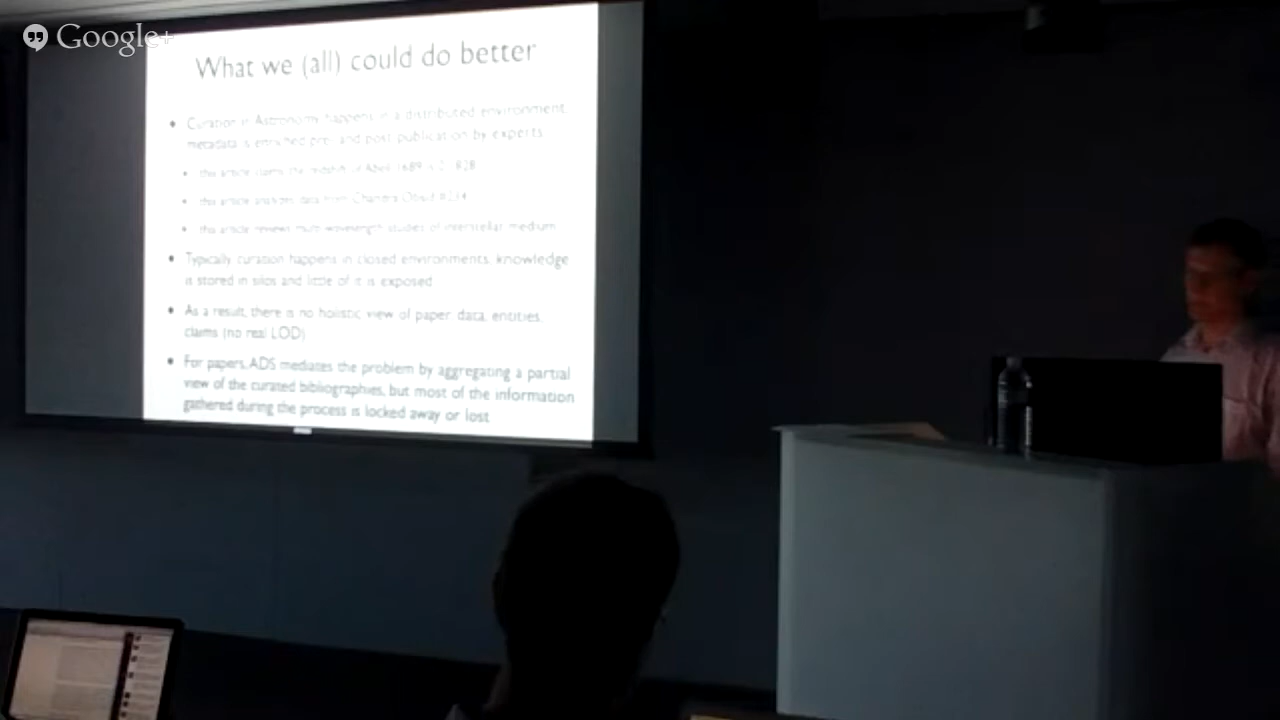 Google+
What we (all) could do better
• Curation in Astronomy happens in a distributed environment,
metadata is enriched pre- and post publication by experts
• this article claims the redshift of Abell 1689 is
• this article analyzes data from Chandra ObsId
• this article reviews multi-wavelength studies of interstellar medium
• Typically curation happens in closed environments, knowledge
is stored in silos and little of it is exposed
• As a result, there is no holistic view of paper, data, entities,
claims (no real LOD)
• For papers, ADS mediates the problem by aggregating a partial
view of the curated bibliographies, but most of the information
gathered during the process is locked away or lost